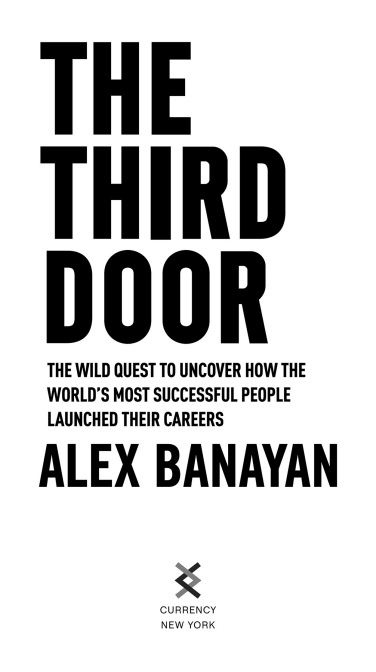 THE
THIRD
DOOR
THE WILD QUEST TO UNCOVER HOW THE
WORLD'S MOST SUCCESSFUL PEOPLE
LAUNCHED THEIR CAREERS
ALEX BANAYAN
CURRENCY
NEW YORK